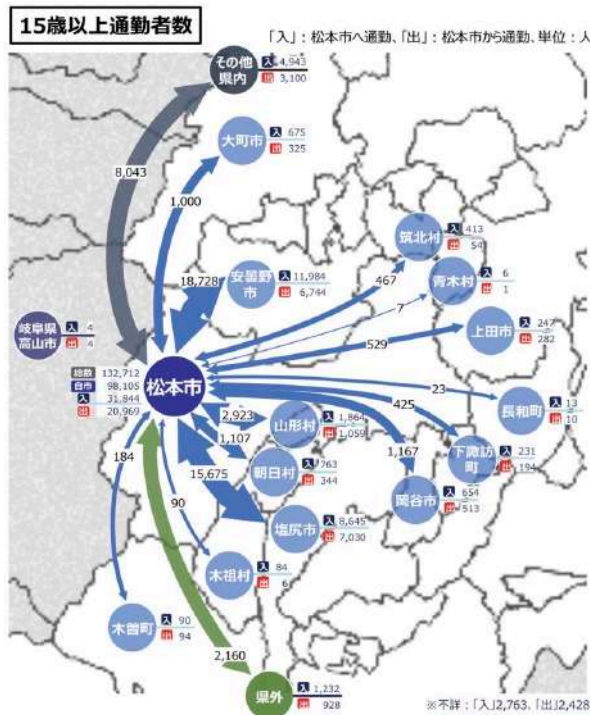 15歳以上通勤者数
「入」：松本市へ通勤、「出」：松本市から通勤、単位：人
その他県内
入 4,943
出 3,100
大町市
入 675
出 325
8,043
1,000
筑北村
入 413
出 54
安曇野市
入 11,984
出 6,744
18,728
467
青木村
入 6
出 1
7
上田市
入 247
出 282
529
岐阜県高山市
入 4
出 4
総数 132,712
自市 98,105
入 31,844
出 20,969
松本市
23
長和町
入 13
出 10
425
2,923
山形村
入 1,864
出 1,059
1,107
朝日村
入 763
出 344
1,167
下諏訪町
入 231
出 194
184
15,675
90
岡谷市
入 654
出 513
塩尻市
入 8,645
出 7,030
木祖村
入 84
出 6
木曽町
入 90
出 94
2,160
県外
入 1,232
出 928
※不詳：「入」2,763、「出」2,428